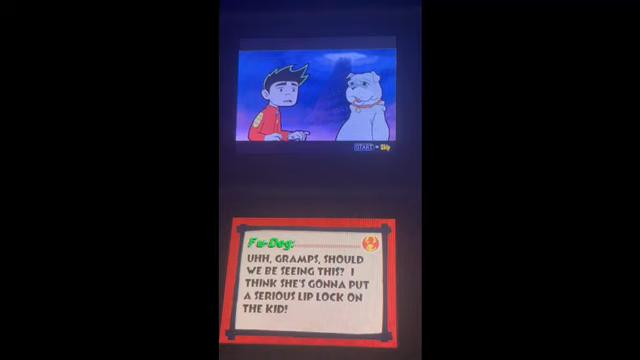 START = Skip
Fu-Dog:
UHH, GRAMPS, SHOULD
WE BE SEEING THIS? I
THINK SHE'S GONNA PUT
A SERIOUS LIP LOCK ON
THE KID!